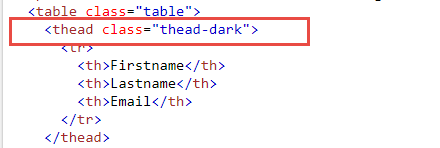 <table class="table">
<thead class="thead-dark">
<tr>
<th>Firstname</th>
<th>Lastname</th>
<th>Email</th>
</tr>
</thead>